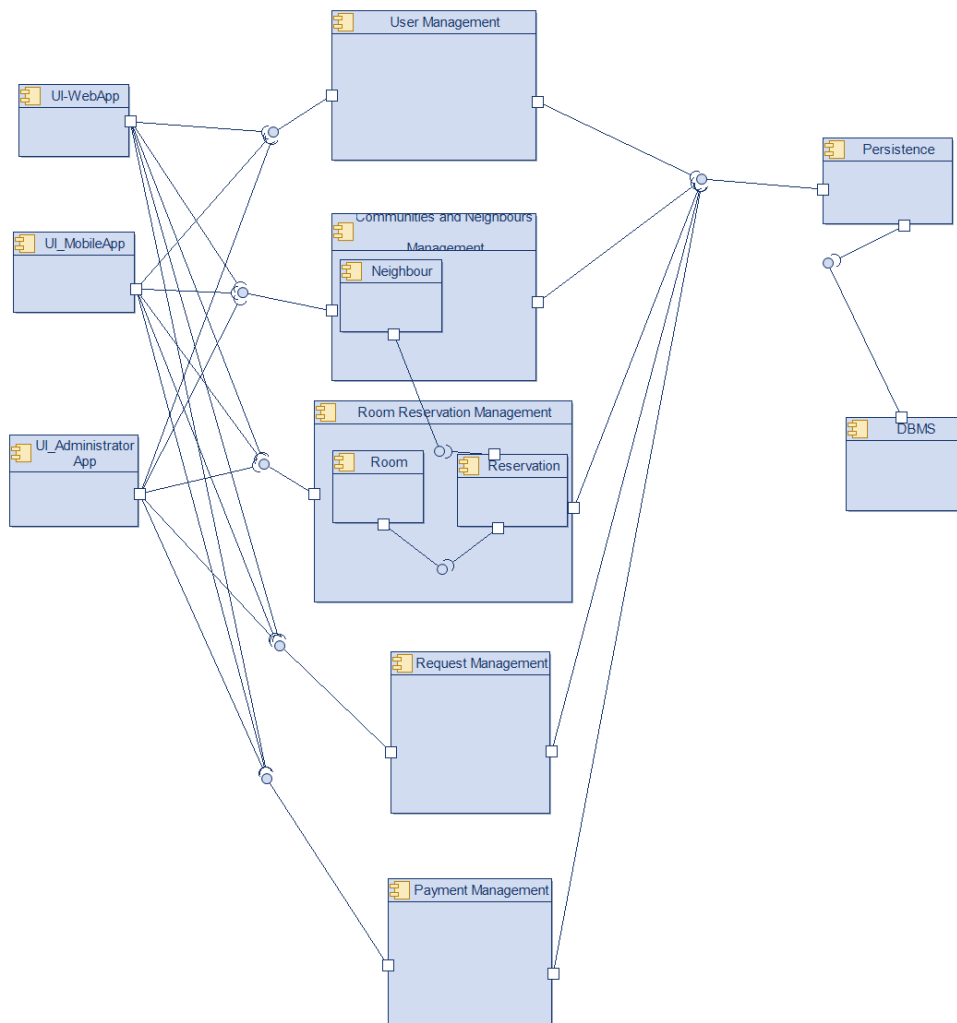 User Management
UI-WebApp
Persistence
UI_MobileApp
Communities and Neighbours
Management
Neighbour
Room Reservation Management
Room
Reservation
UI_Administrator
App
DBMS
Request Management
Payment Management